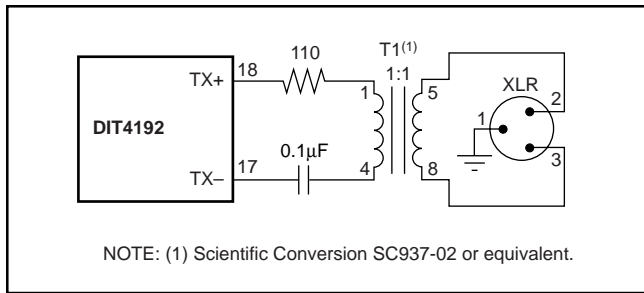 110
T1(1)
1:1
18
TX+
1
5
XLR
2
1
DIT4192
0.1µF
17
TX–
4
8
3
NOTE: (1) Scientific Conversion SC937-02 or equivalent.